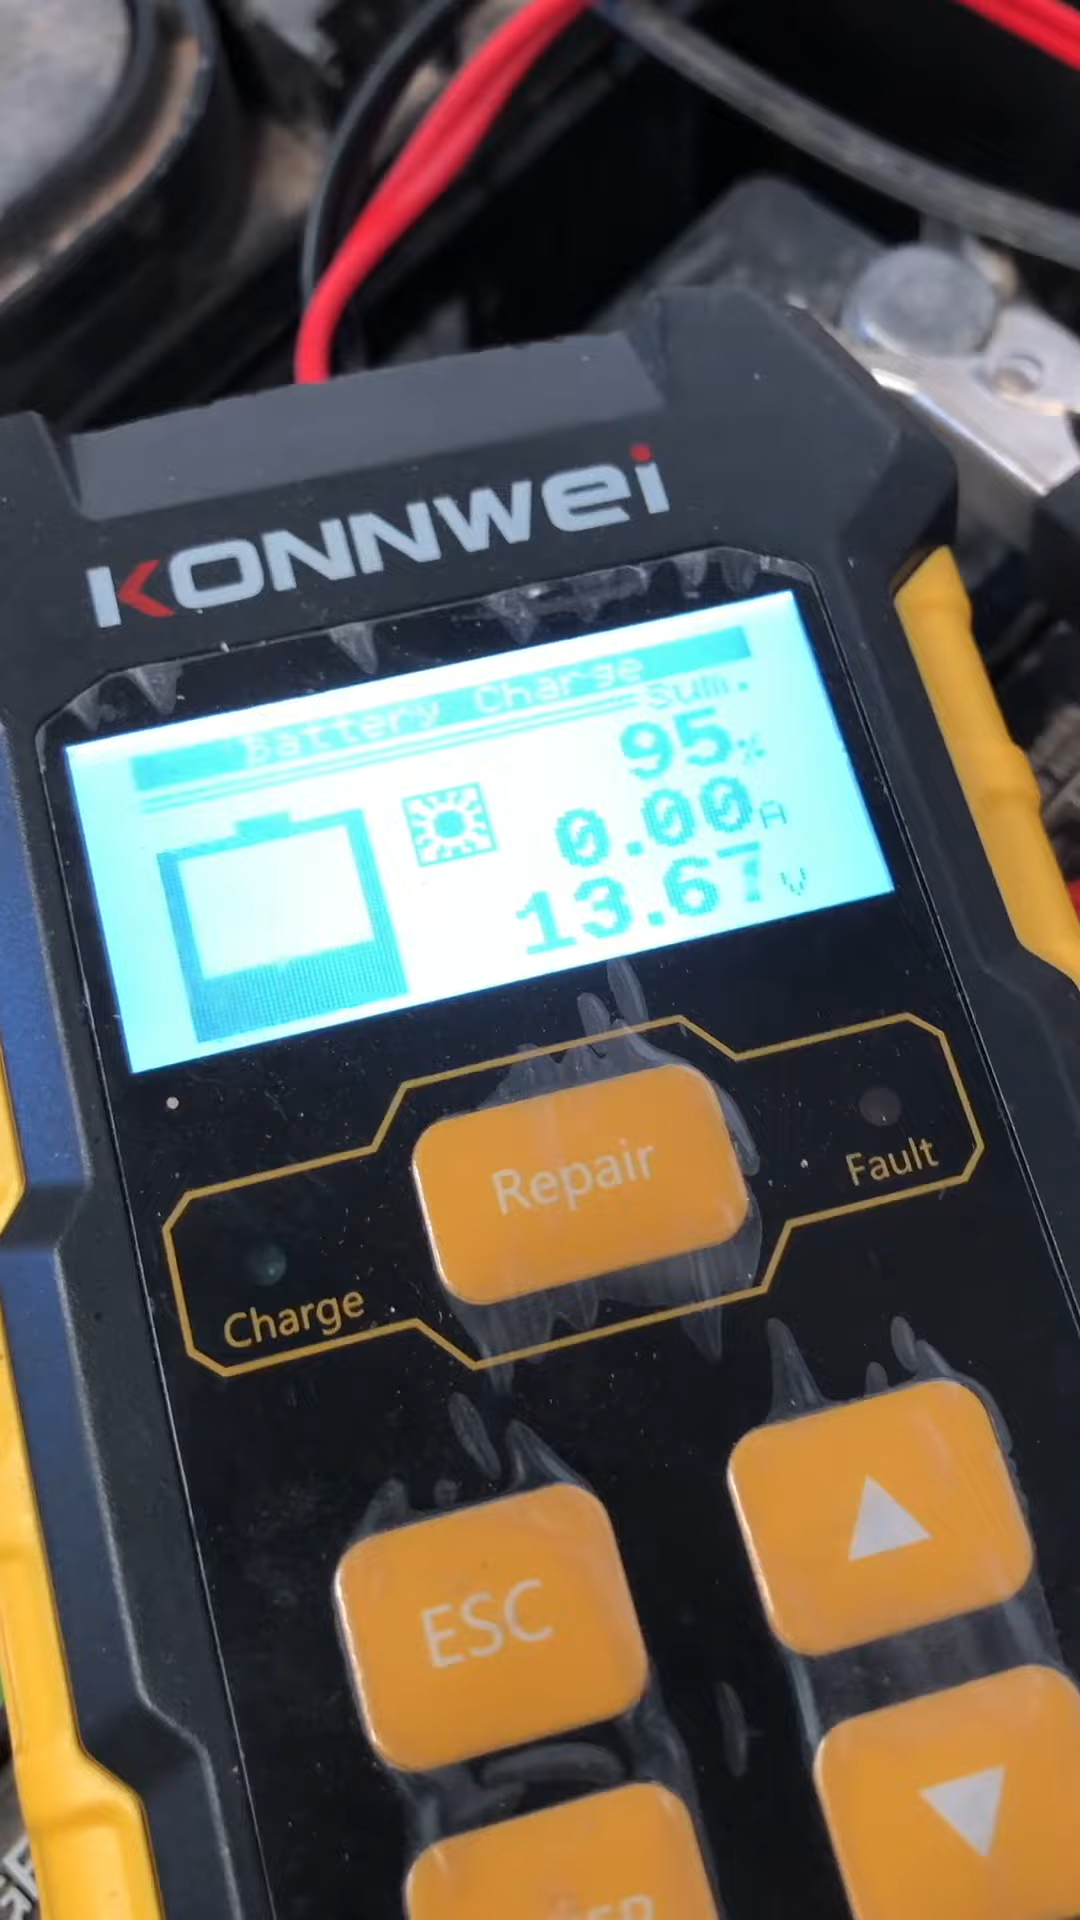 KONNWEI
Battery Charge
Sum.
95%
0.00A
13.67V
Repair
Fault
Charge
ESC